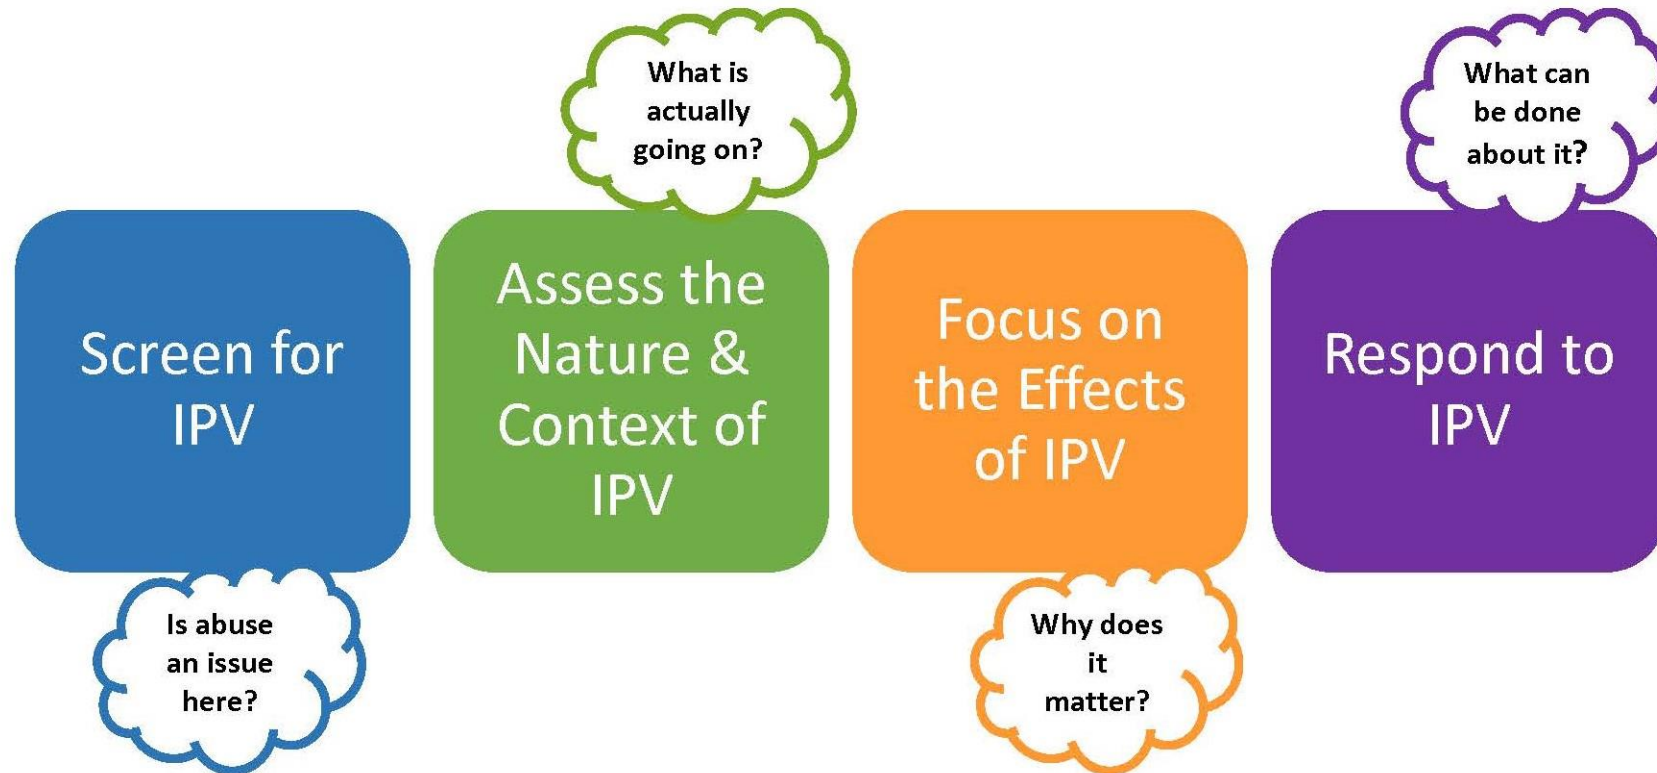 What is
actually
going on?
What can
be done
about it?
Screen for
IPV
Assess the
Nature &
Context of
IPV
Focus on
the Effects
of IPV
Respond to
IPV
Is abuse
an issue
here?
Why does
it
matter?